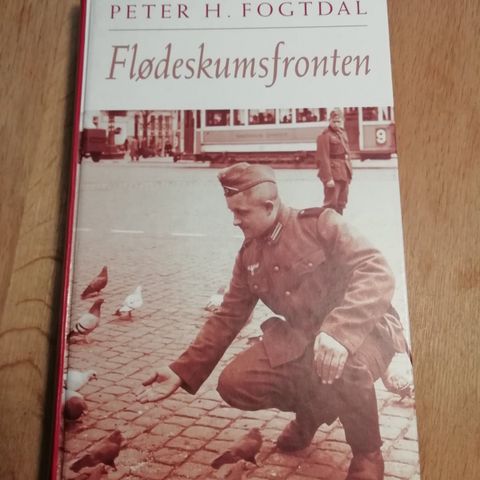 PETER H. FOGTDAL
Flødeskumsfronten
9